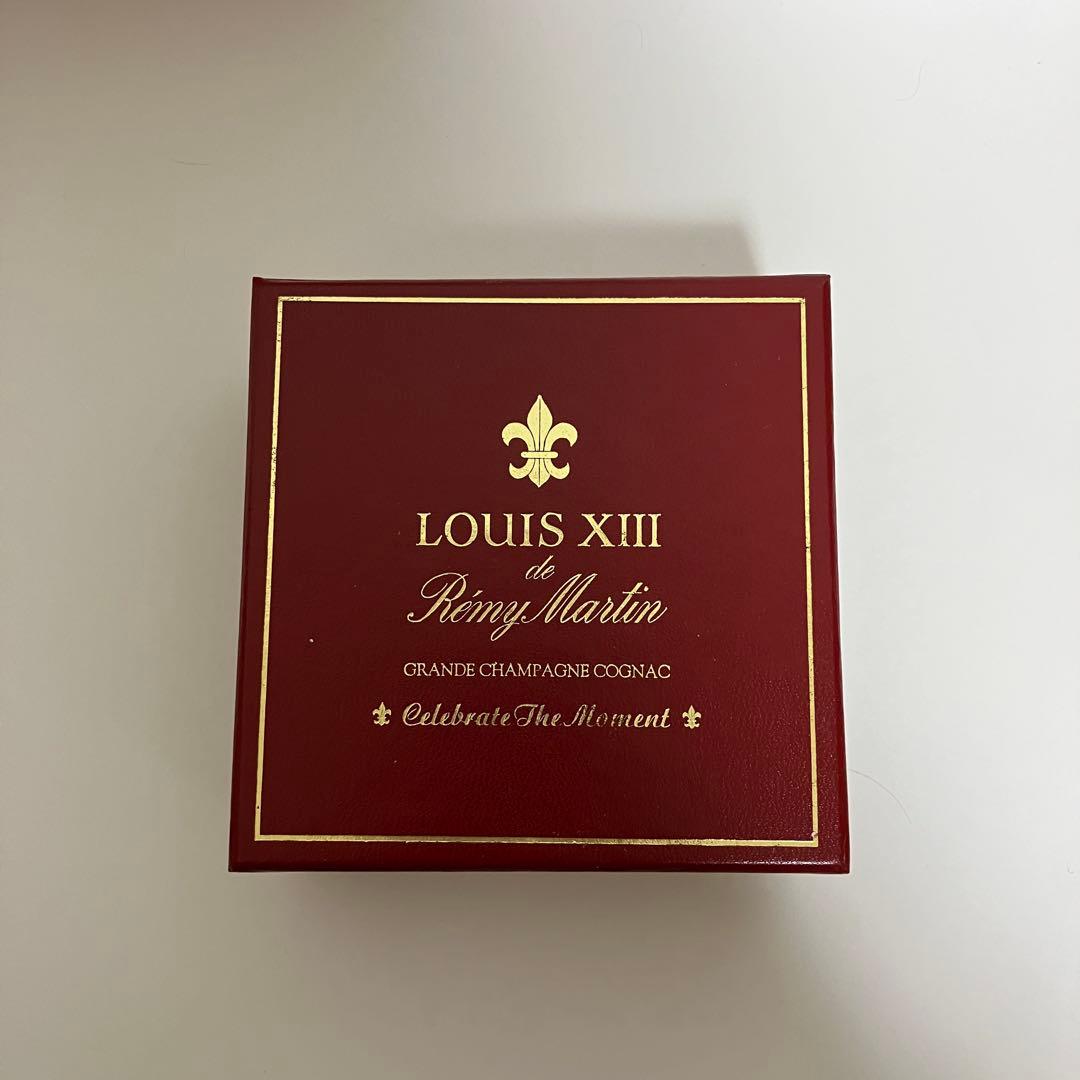 LOUIS XIII
de
Rémy Martin
GRANDE CHAMPAGNE COGNAC
Celebrate The Moment